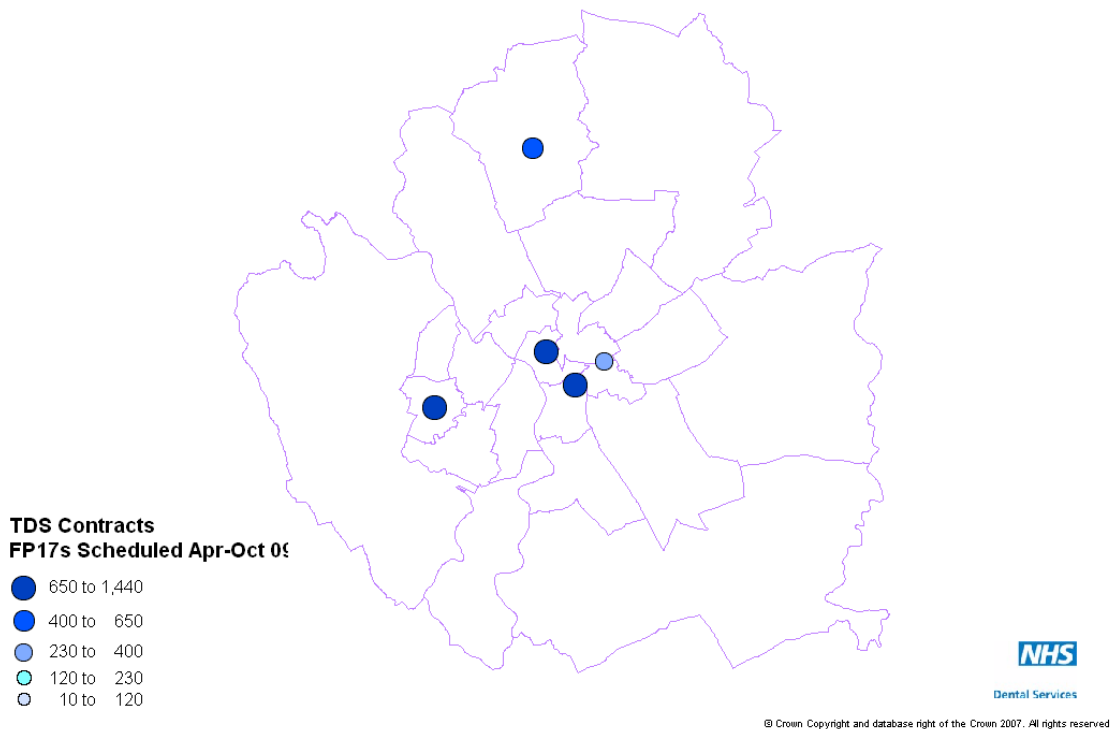 TDS Contracts
FP17s Scheduled Apr-Oct 09
650 to 1,440
400 to 650
230 to 400
120 to 230
10 to 120
NHS
Dental Services
© Crown Copyright and database right of the Crown 2007. All rights reserved